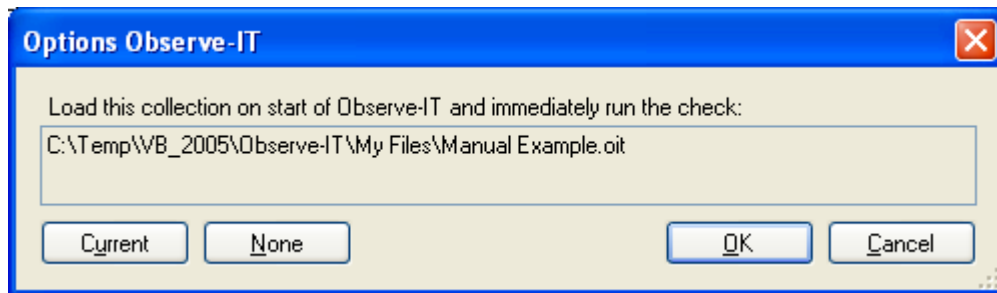 Options Observe-IT
Load this collection on start of Observe-IT and immediately run the check:
C:\Temp\VB_2005\Observe-IT\My Files\Manual Example.oit
Current None OK Cancel